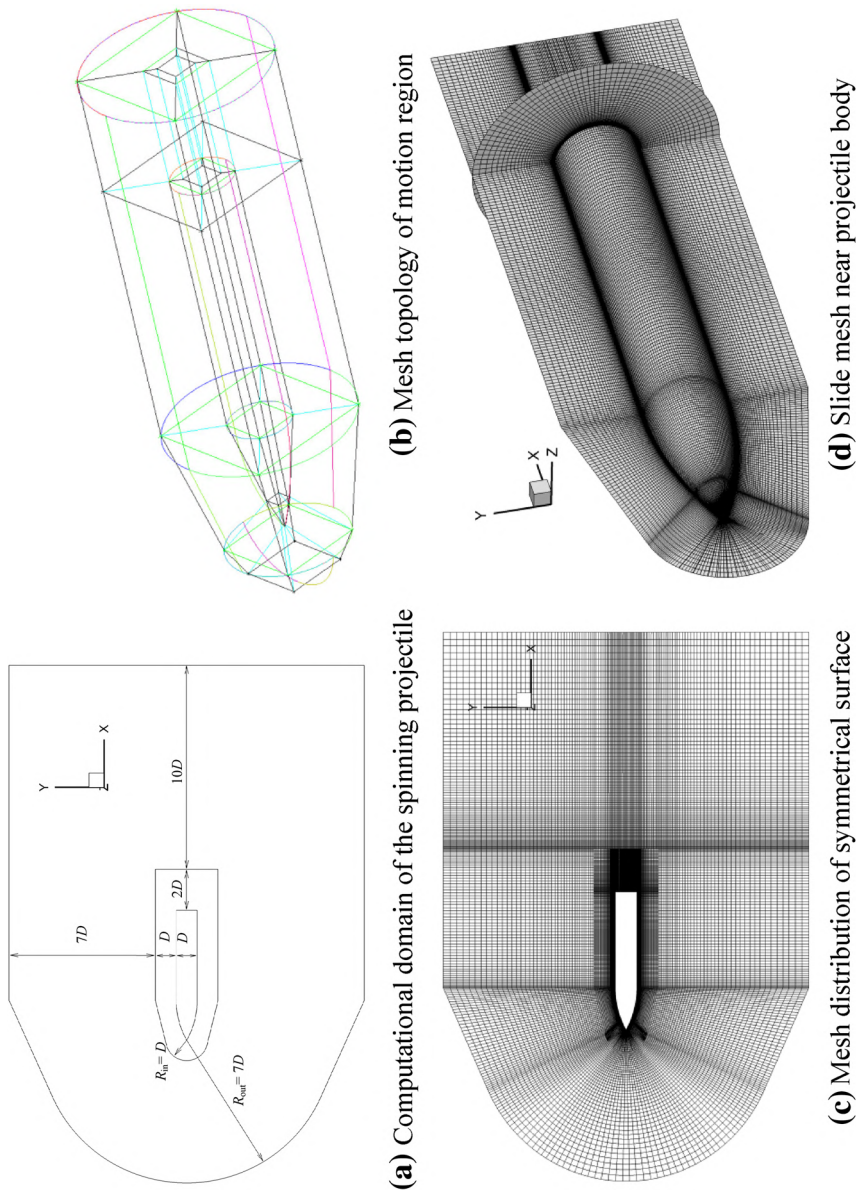 Y
X
Z
7D
D
D
2D
10D
R_in = D
R_out = 7D
(a) Computational domain of the spinning projectile
(b) Mesh topology of motion region
Y
X
Z
(c) Mesh distribution of symmetrical surface
Y
X
Z
(d) Slide mesh near projectile body